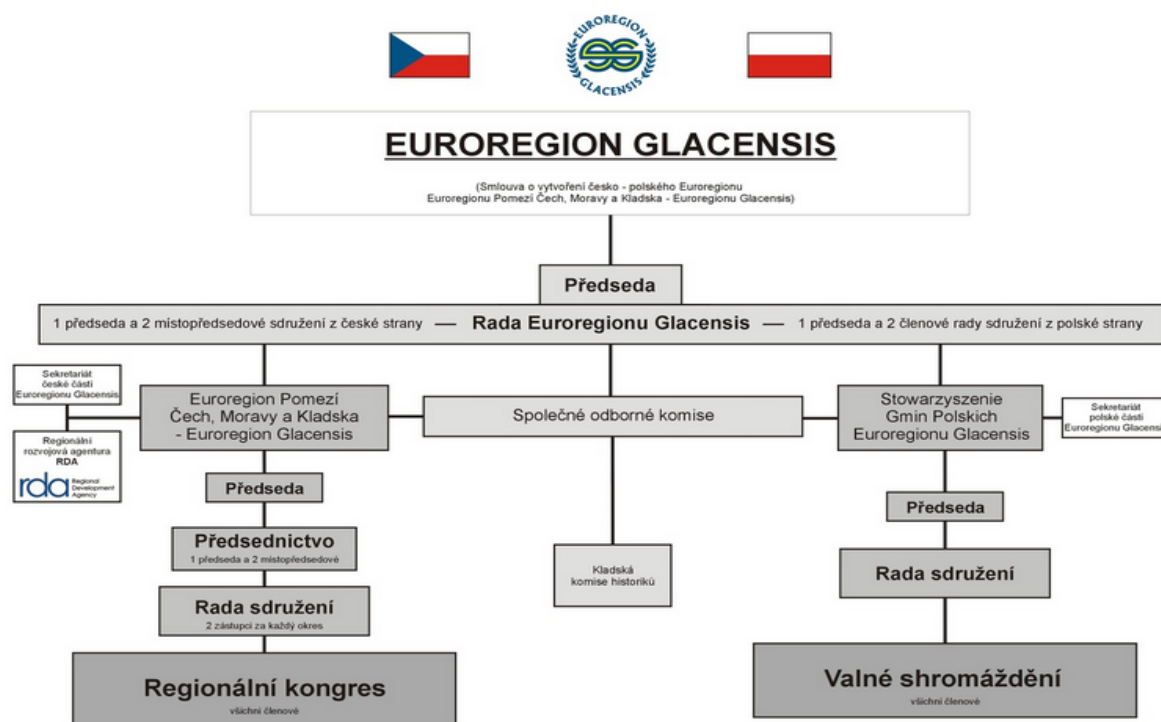 EUROREGION
GLACENSIS
EUROREGION GLACENSIS
(Smlouva o vytvoření česko - polského Euroregionu
Euroregionu Pomezí Čech, Moravy a Kladska - Euroregionu Glacensis)
Předseda
1 předseda a 2 místopředsedové sdružení z české strany — Rada Euroregionu Glacensis — 1 předseda a 2 členové rady sdružení z polské strany
Sekretariát
české části
Euroregionu Glacensis
Regionální
rozvojová agentura
RDA
rda Regional
Development
Agency
Euroregion Pomezí
Čech, Moravy a Kladska
- Euroregion Glacensis
Společné odborné komise
Stowarzyszenie
Gmin Polskich
Euroregionu Glacensis
Sekretariát
polské části
Euroregionu Glacensis
Předseda
Předsednictvo
1 předseda a 2 místopředsedové
Rada sdružení
2 zástupci za každý okres
Regionální kongres
všichni členové
Kladská
komise historiků
Předseda
Rada sdružení
Valné shromáždění
všichni členové